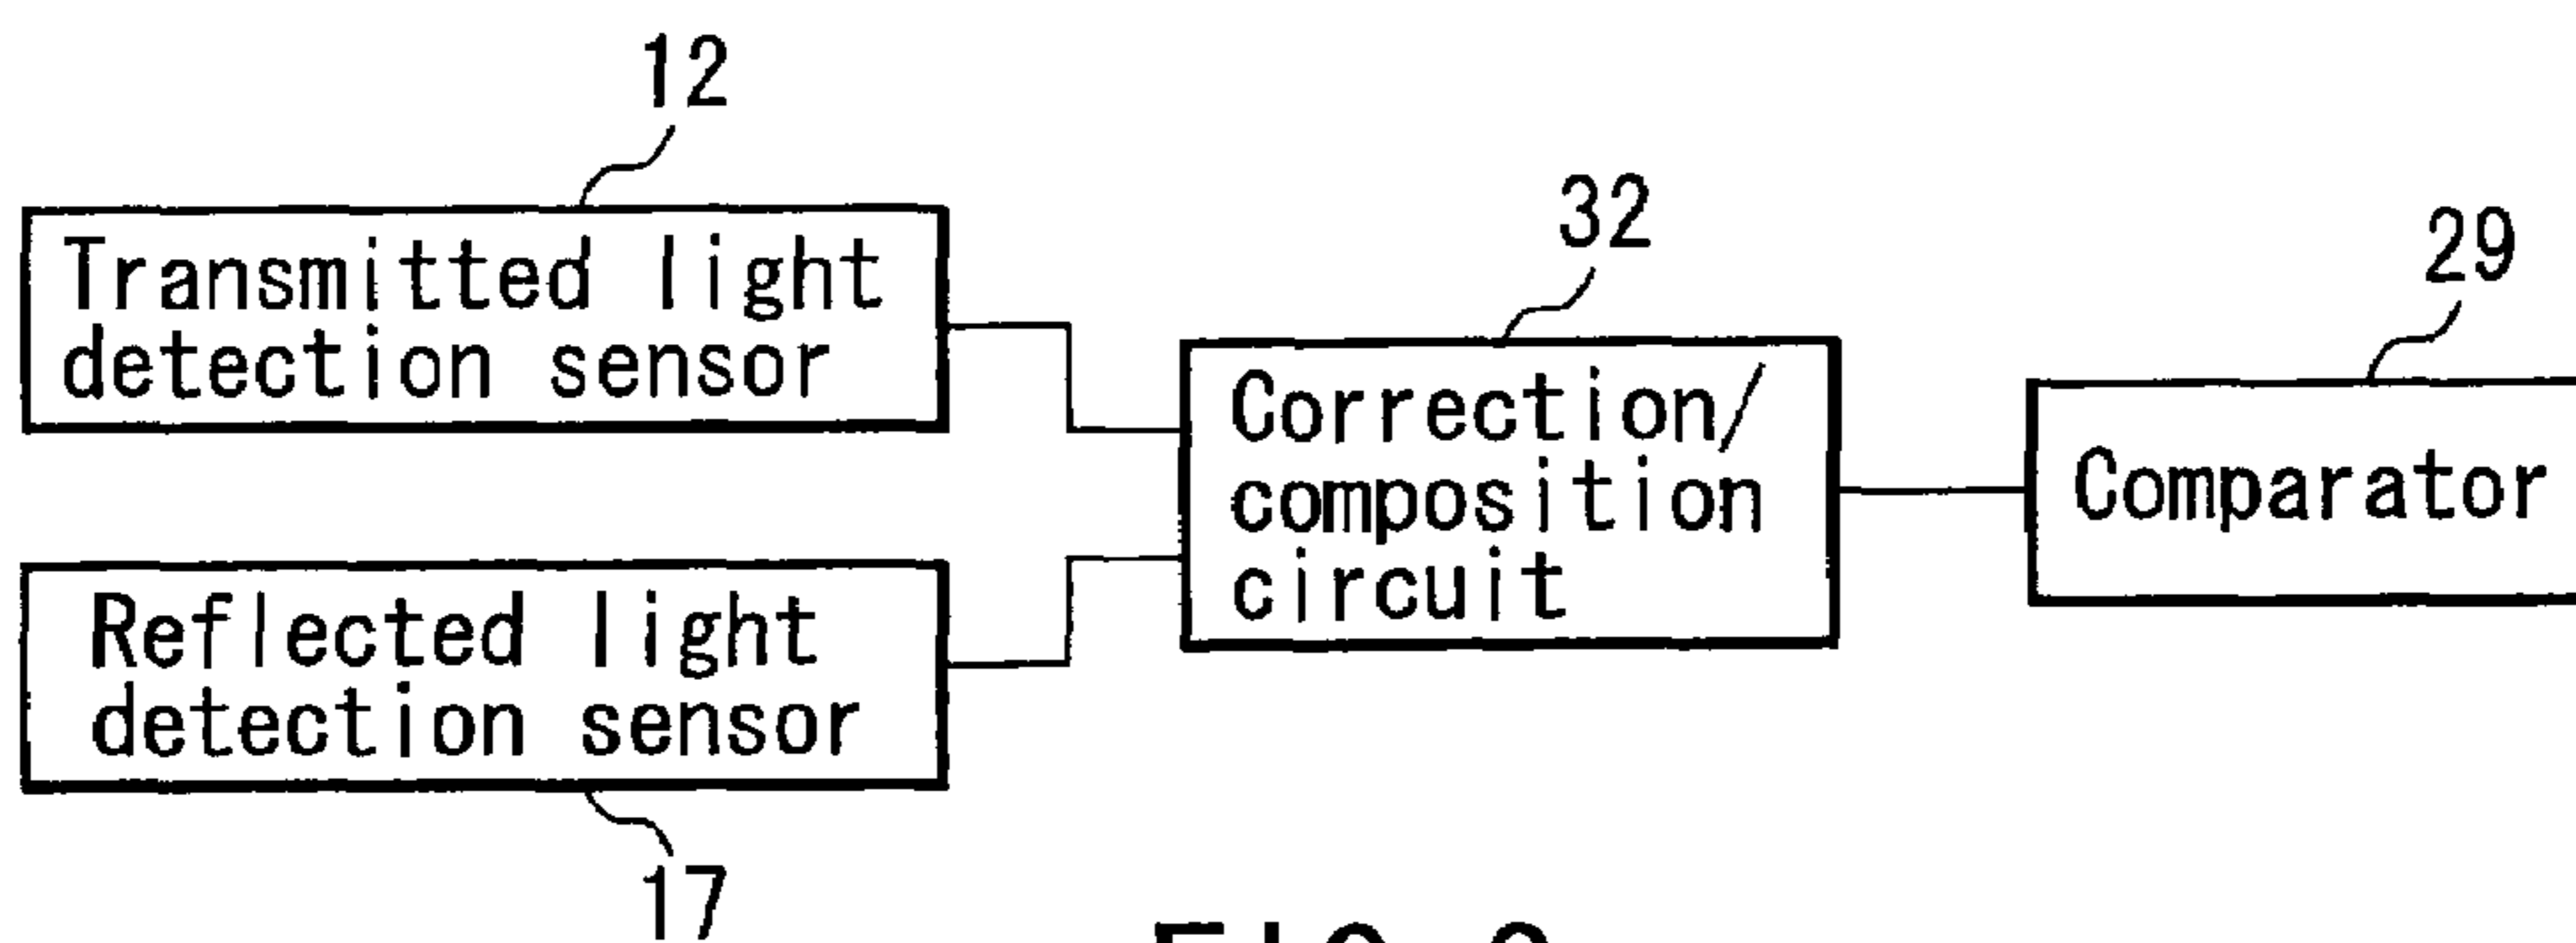 12
Transmitted light
detection sensor
32
Correction/
composition
circuit
29
Comparator
Reflected light
detection sensor
17